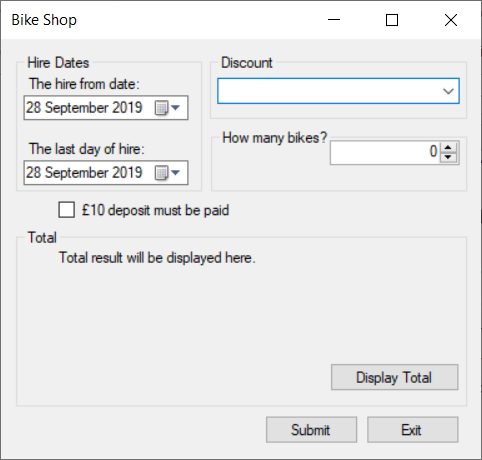 Bike Shop
Hire Dates
The hire from date:
28 September 2019
The last day of hire:
28 September 2019
Discount
How many bikes?
0
£10 deposit must be paid
Total
Total result will be displayed here.
Display Total
Submit
Exit